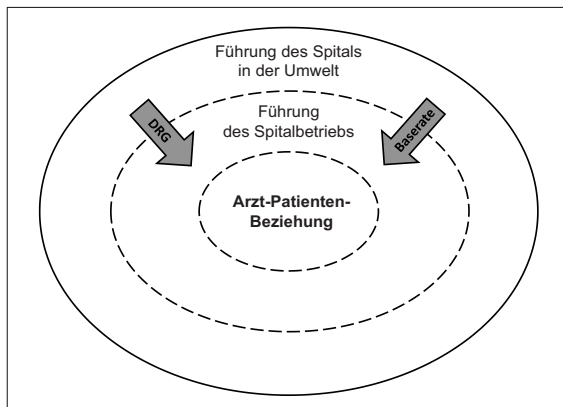 Führung des Spitals
in der Umwelt
Führung
des Spitalbetriebs
DRG
Baserate
Arzt-Patienten-
Beziehung